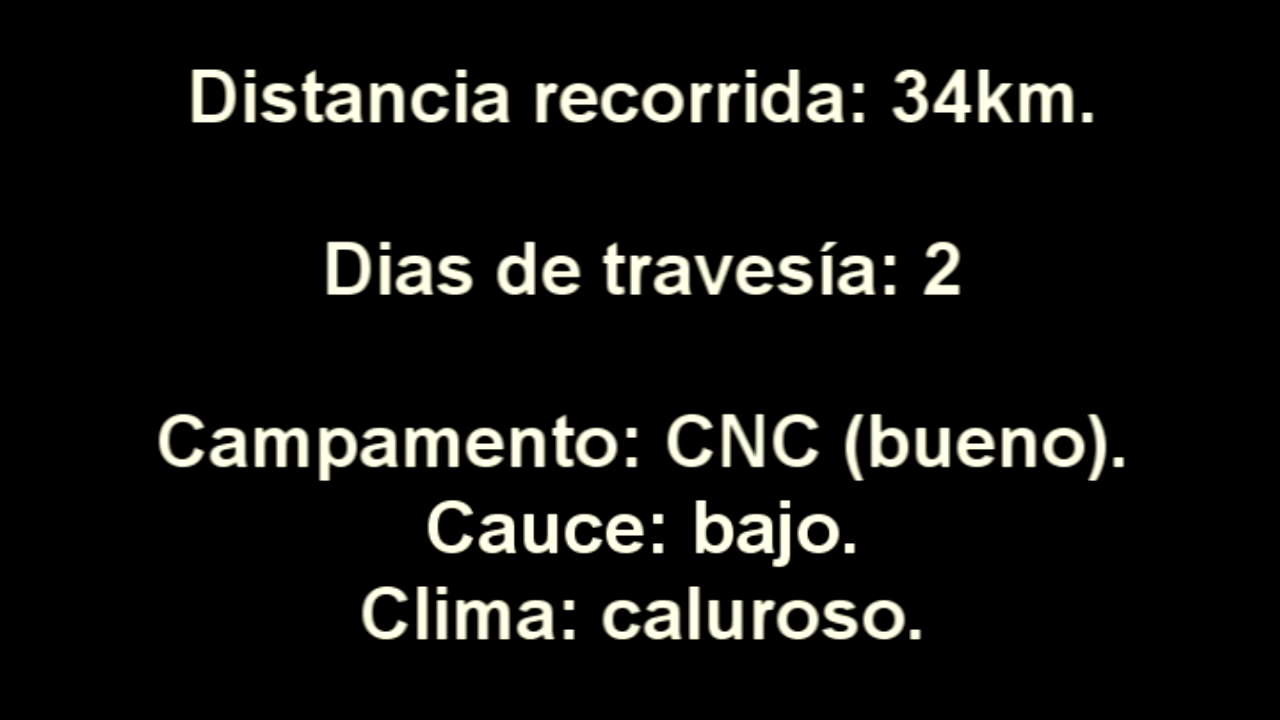 Distancia recorrida: 34km.
Dias de travesía: 2
Campamento: CNC (bueno).
Cauce: bajo.
Clima: caluroso.